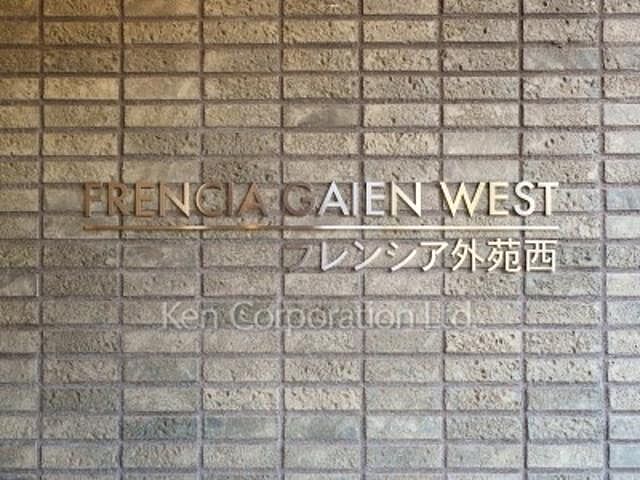 FRENCIA GAIEN WEST
フレンシア外苑西
Ken Corporation Ltd